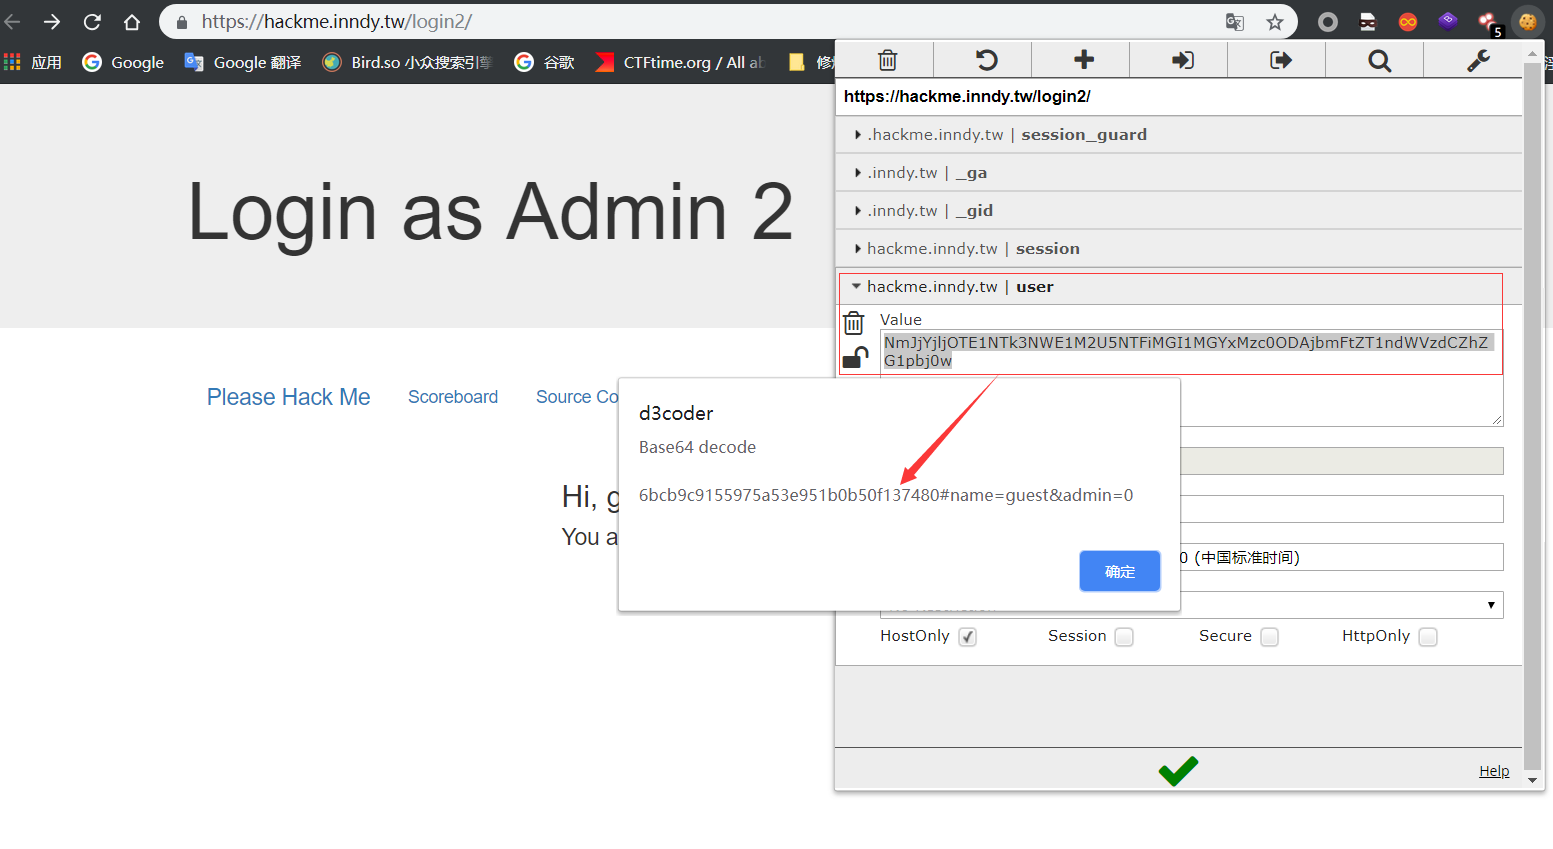 https://hackme.inndy.tw/login2/
5
应用
Google
Google 翻译
Bird.so 小众搜索引擎
谷歌
CTFtime.org / All ab
https://hackme.inndy.tw/login2/
.hackme.inndy.tw | session_guard
.inndy.tw | _ga
.inndy.tw | _gid
hackme.inndy.tw | session
hackme.inndy.tw | user
Value
NmJjYjljOTE1NTk3NWE1M2U5NTFiMGI1MGYxMzc0ODAjbmFtZT1ndWVzdCZhZ
G1pbj0w
Login as Admin 2
Please Hack Me
Scoreboard
Source Co
d3coder
Base64 decode
6bcb9c9155975a53e951b0b50f137480#name=guest&admin=0
确定
Hi, g
You a
0 (中国标准时间)
HostOnly
Session
Secure
HttpOnly
Help